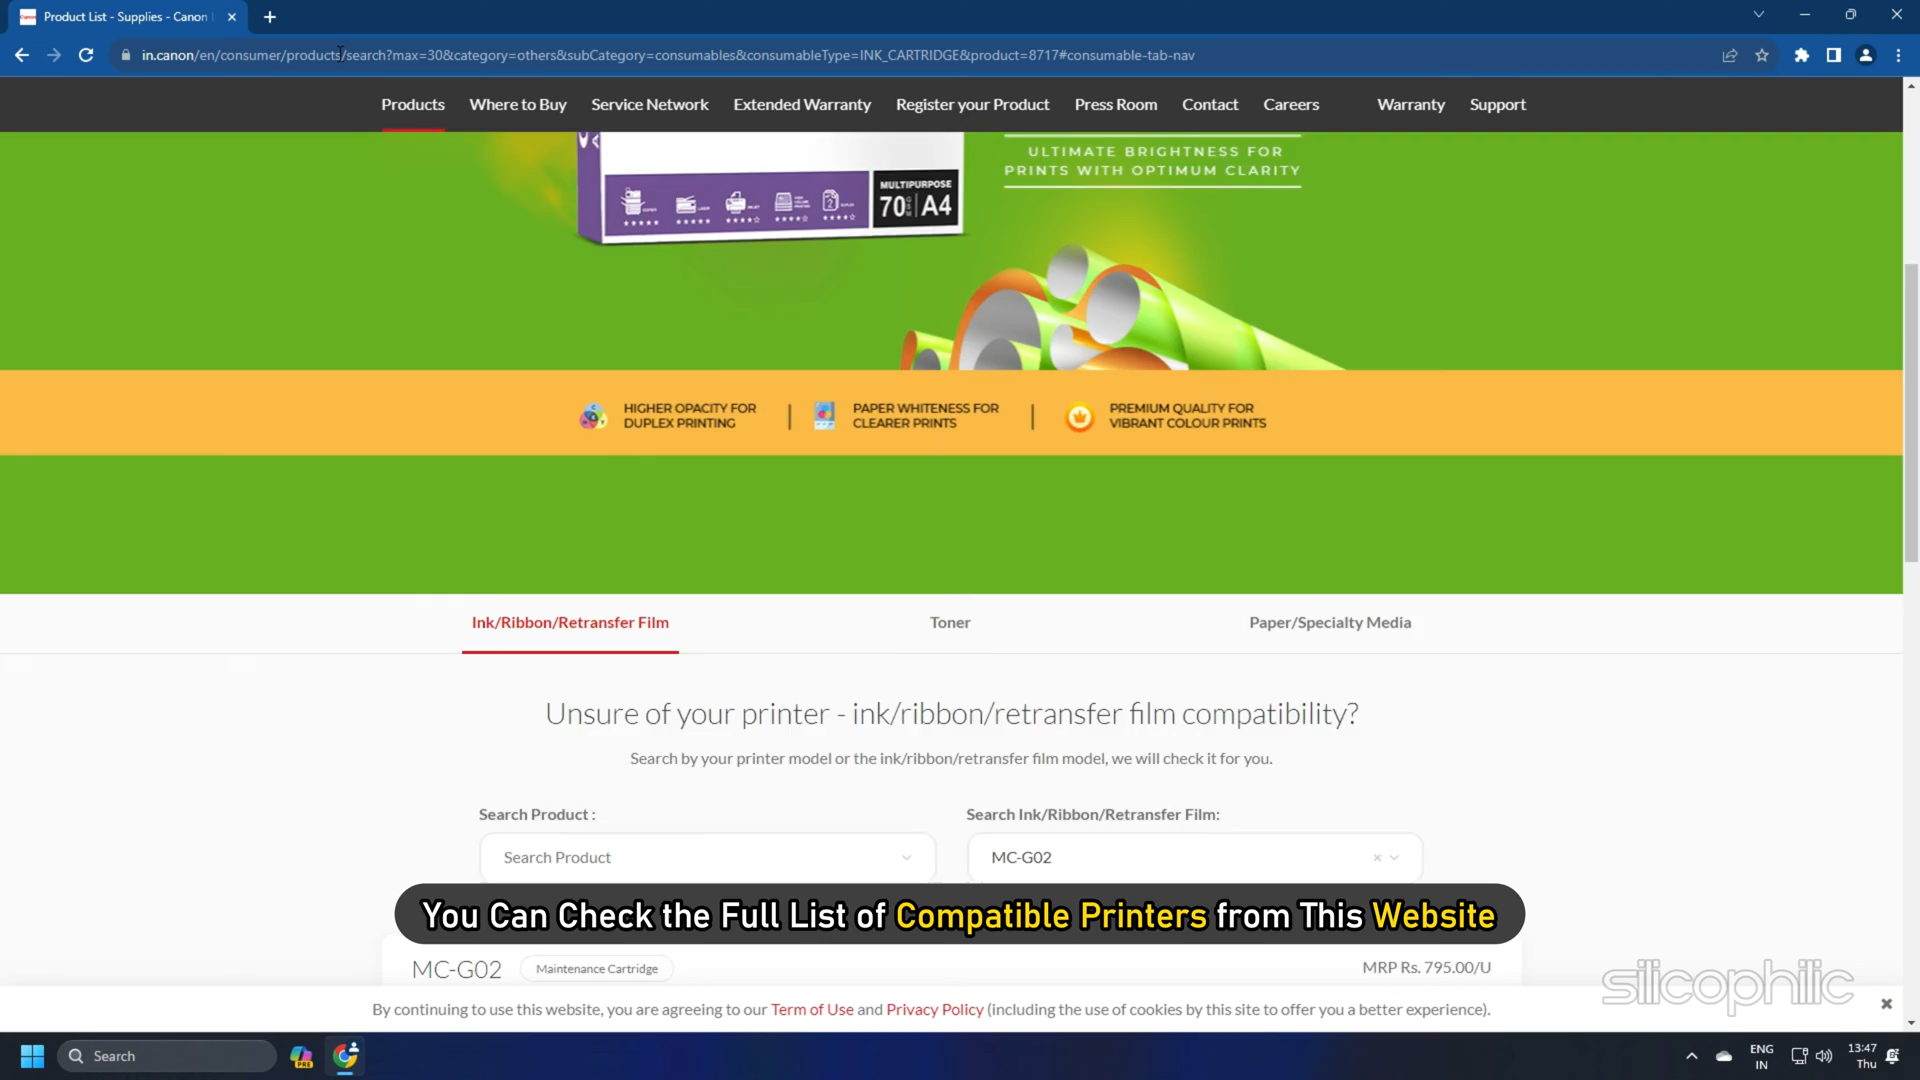 Product List - Supplies - Canon
in.canon/en/consumer/products/search?max=30&category=others&subCategory=consumables&consumableType=INK_CARTRIDGE&product=8717#consumable-tab-nav
Products Where to Buy Service Network Extended Warranty Register your Product Press Room Contact Careers Warranty Support
ULTIMATE BRIGHTNESS FOR
PRINTS WITH OPTIMUM CLARITY
MULTIPURPOSE
70 A4
HIGHER OPACITY FOR
DUPLEX PRINTING
PAPER WHITENESS FOR
CLEARER PRINTS
PREMIUM QUALITY FOR
VIBRANT COLOUR PRINTS
Ink/Ribbon/Retransfer Film Toner Paper/Specialty Media
Unsure of your printer - ink/ribbon/retransfer film compatibility?
Search by your printer model or the ink/ribbon/retransfer film model, we will check it for you.
Search Product : Search Ink/Ribbon/Retransfer Film:
Search Product MC-G02
You Can Check the Full List of Compatible Printers from This Website
MC-G02 Maintenance Cartridge MRP Rs. 795.00/U
silicophilic
By continuing to use this website, you are agreeing to our Term of Use and Privacy Policy (including the use of cookies by this site to offer you a better experience).
Search
PRE
ENG
IN
13:47
Thu